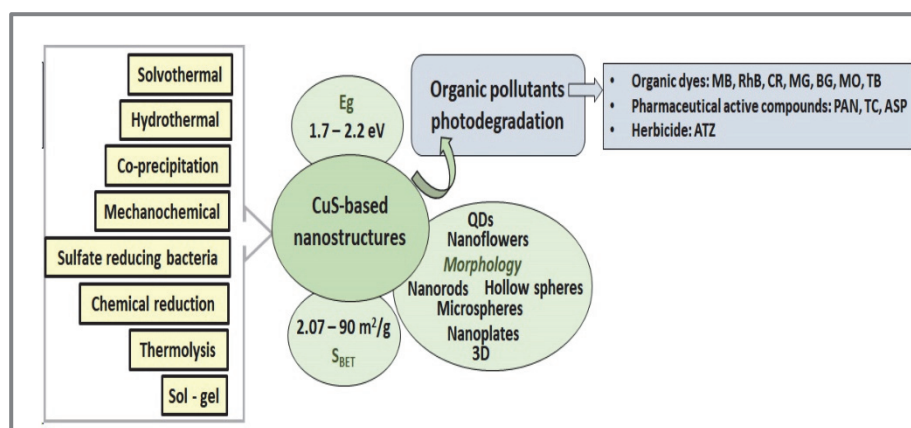 Solvothermal
Hydrothermal
Co-precipitation
Mechanochemical
Sulfate reducing bacteria
Chemical reduction
Thermolysis
Sol - gel
Eg
1.7 – 2.2 eV
CuS-based
nanostructures
2.07 – 90 m²/g
S_BET
QDs
Nanoflowers
Morphology
Nanorods Hollow spheres
Microspheres
Nanoplates
3D
Organic pollutants
photodegradation
• Organic dyes: MB, RhB, CR, MG, BG, MO, TB
• Pharmaceutical active compounds: PAN, TC, ASP
• Herbicide: ATZ